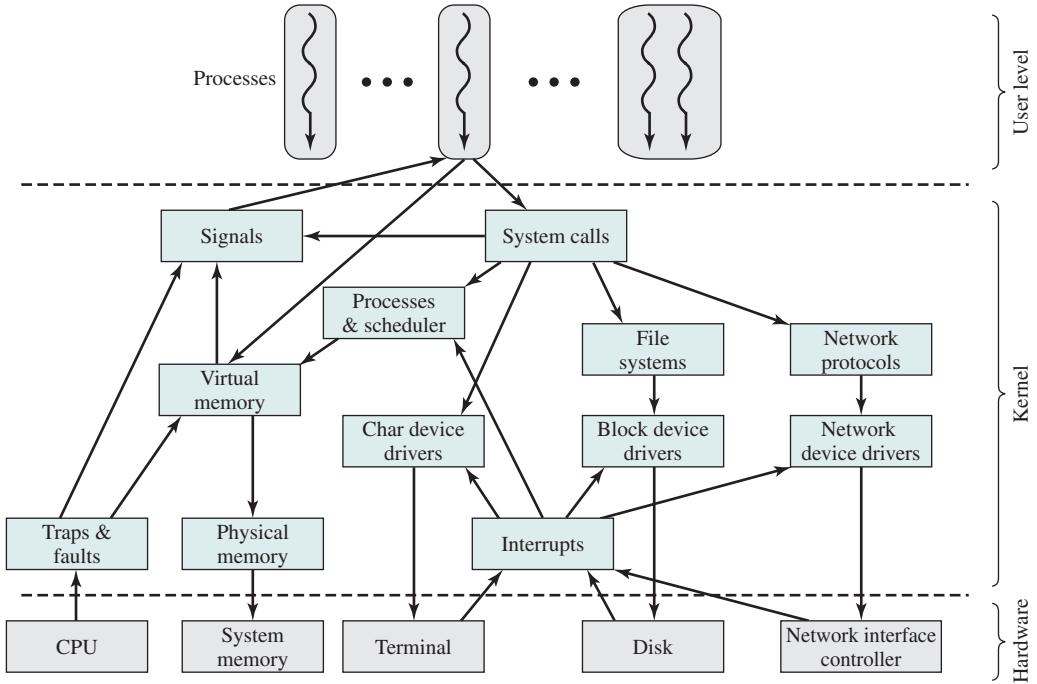 Processes
User level
Signals
System calls
Processes
& scheduler
File
systems
Network
protocols
Virtual
memory
Kernel
Char device
drivers
Block device
drivers
Network
device drivers
Traps &
faults
Physical
memory
Interrupts
CPU
System
memory
Terminal
Disk
Network interface
controller
Hardware